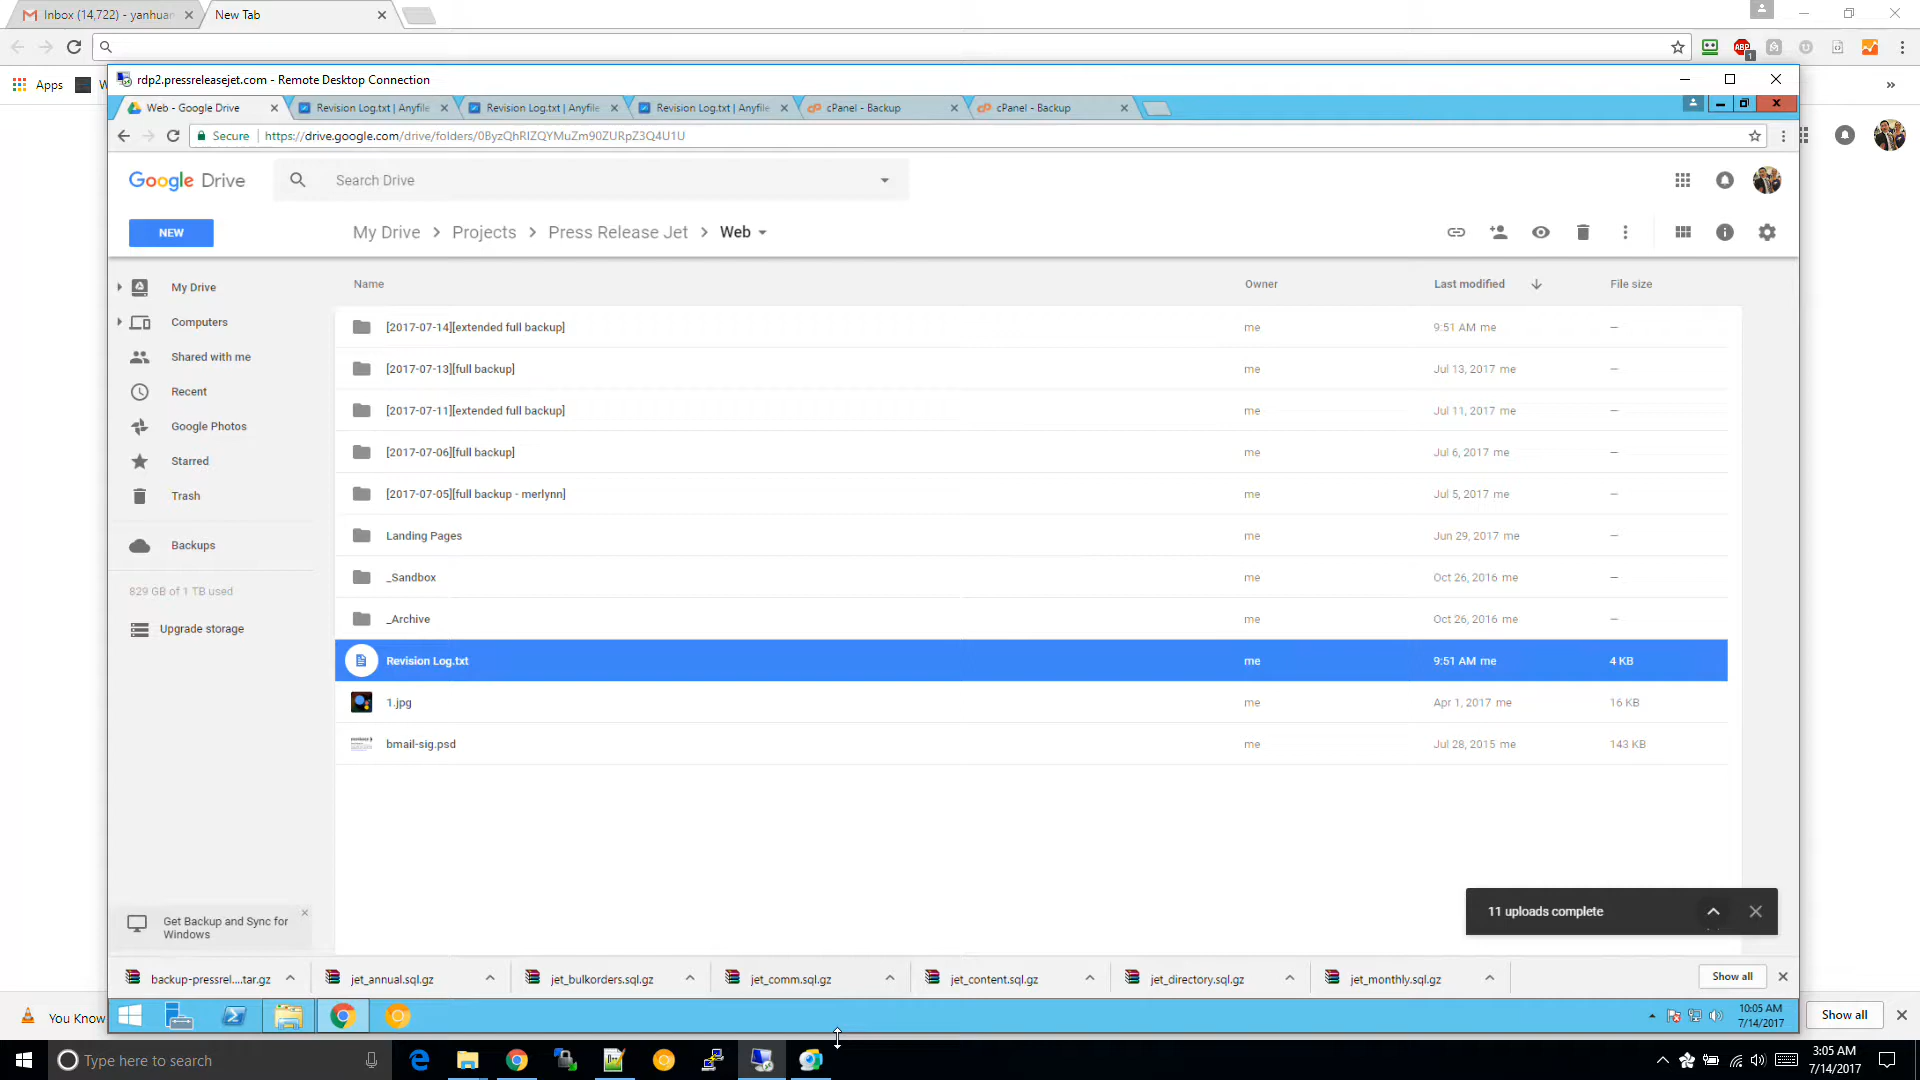 Inbox (14,722) - yanhuan
New Tab
Apps
W
rdp2.pressreleasejet.com - Remote Desktop Connection
Web - Google Drive
Revision Log.txt | Anyfile
Revision Log.txt | Anyfile
Revision Log.txt | Anyfile
cPanel - Backup
cPanel - Backup
Secure
https://drive.google.com/drive/folders/0ByzQhRIZQYMuZm90ZURpZ3Q4U1U
Google Drive
Search Drive
NEW
My Drive > Projects > Press Release Jet > Web
Name Owner Last modified File size
My Drive
Computers
Shared with me
Recent
Google Photos
Starred
Trash
Backups
829 GB of 1 TB used
Upgrade storage
[2017-07-14][extended full backup] me 9:51 AM me —
[2017-07-13][full backup] me Jul 13, 2017 me —
[2017-07-11][extended full backup] me Jul 11, 2017 me —
[2017-07-06][full backup] me Jul 6, 2017 me —
[2017-07-05][full backup - merlynn] me Jul 5, 2017 me —
Landing Pages me Jun 29, 2017 me —
_Sandbox me Oct 26, 2016 me —
_Archive me Oct 26, 2016 me —
Revision Log.txt me 9:51 AM me 4 KB
1.jpg me Apr 1, 2017 me 16 KB
bmail-sig.psd me Jul 28, 2015 me 143 KB
Get Backup and Sync for
Windows
11 uploads complete
backup-pressrel....tar.gz
jet_annual.sql.gz
jet_bulkorders.sql.gz
jet_comm.sql.gz
jet_content.sql.gz
jet_directory.sql.gz
jet_monthly.sql.gz
Show all
10:05 AM
7/14/2017
You Know
Show all
Type here to search
3:05 AM
7/14/2017